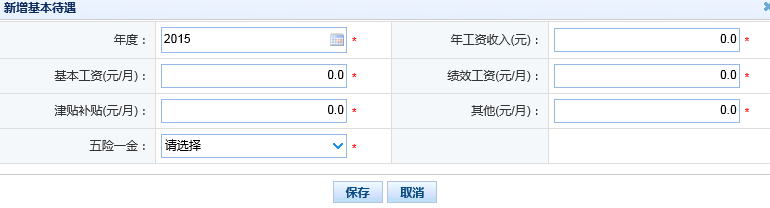 新增基本待遇
年度： 2015 * 年工资收入(元)： 0.0 *
基本工资(元/月)： 0.0 * 绩效工资(元/月)： 0.0 *
津贴补贴(元/月)： 0.0 * 其他(元/月)： 0.0 *
五险一金： 请选择 *
保存 取消